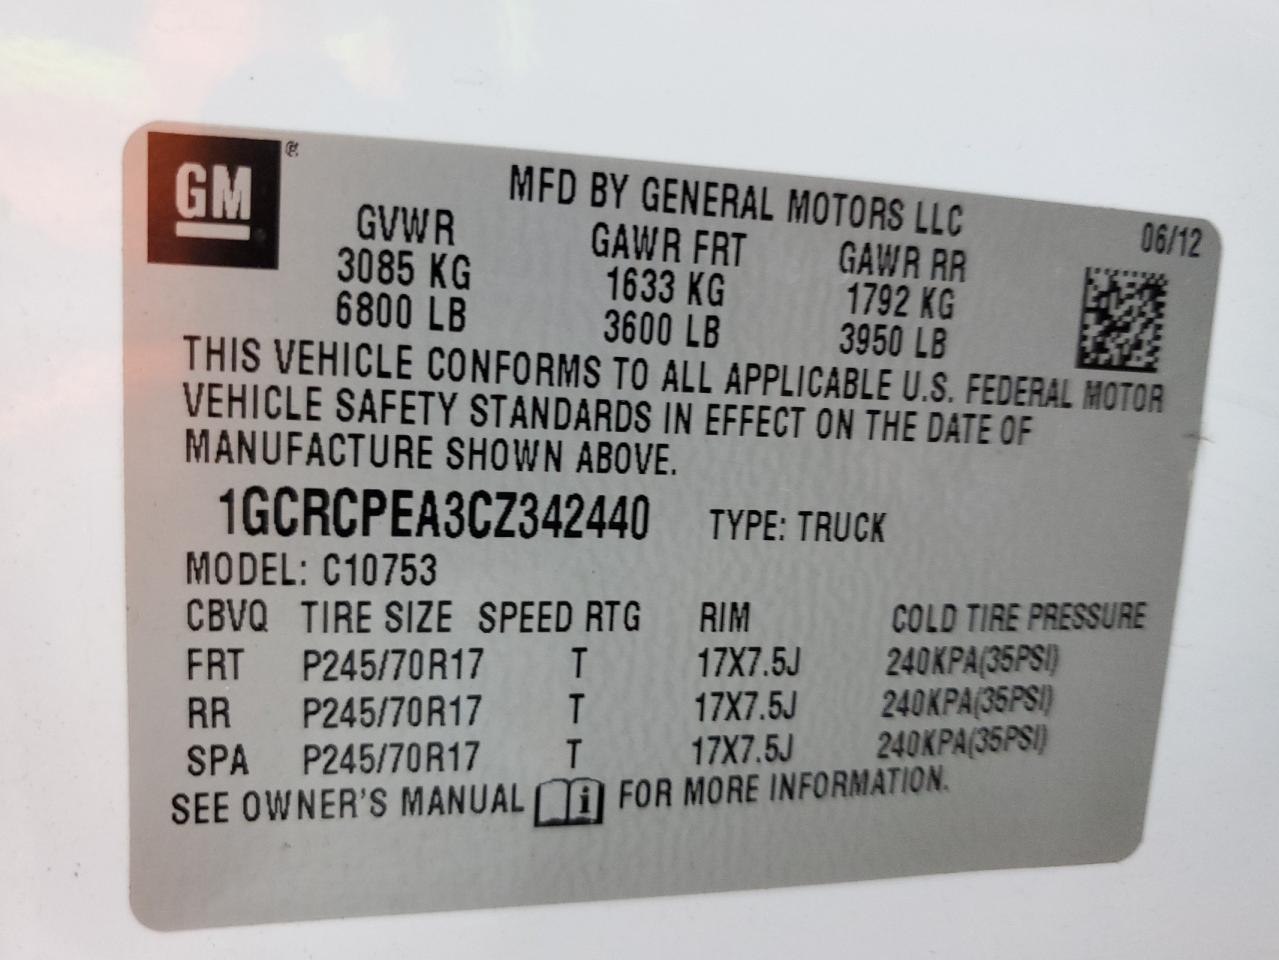 GM
MFD BY GENERAL MOTORS LLC
06/12
GVWR GAWR FRT GAWR RR
3085 KG 1633 KG 1792 KG
6800 LB 3600 LB 3950 LB
THIS VEHICLE CONFORMS TO ALL APPLICABLE U.S. FEDERAL MOTOR
VEHICLE SAFETY STANDARDS IN EFFECT ON THE DATE OF
MANUFACTURE SHOWN ABOVE.
1GCRCPEA3CZ342440 TYPE: TRUCK
MODEL: C10753
CBVQ TIRE SIZE SPEED RTG RIM COLD TIRE PRESSURE
FRT P245/70R17 T 17X7.5J 240KPA(35PSI)
RR P245/70R17 T 17X7.5J 240KPA(35PSI)
SPA P245/70R17 T 17X7.5J 240KPA(35PSI)
SEE OWNER'S MANUAL i FOR MORE INFORMATION.